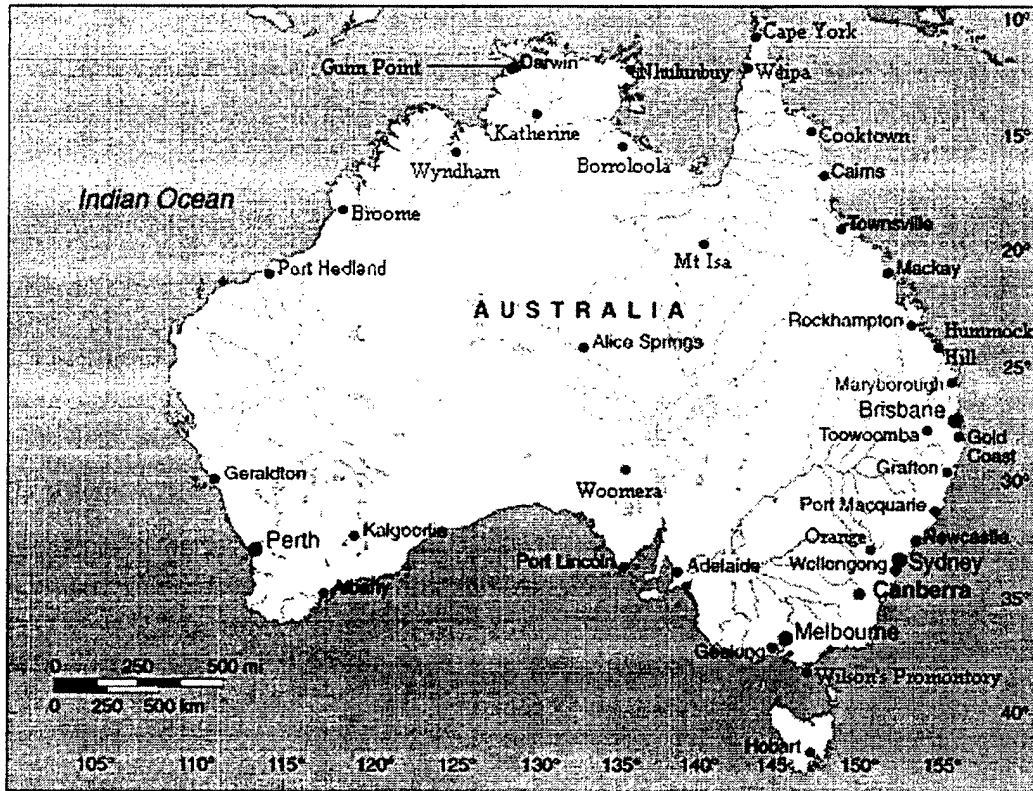 10°
Cape York
Gunn Point
Darwin
Nhulunbuy
Weipa
Katherine
Cooktown
15°
Wyndham
Borroloola
Cairns
Indian Ocean
Broome
Townsville
20°
Mt Isa
Port Hedland
Mackay
AUSTRALIA
Rockhampton
Hummock
Hill
Alice Springs
25°
Maryborough
Brisbane
Toowoomba
Gold
Coast
Geraldton
Grafton
30°
Woomera
Port Macquarie
Perth
Kalgoorlie
Orange
Newcastle
Port Lincoln
Adelaide
Wollongong
Sydney
Albany
Canberra
35°
Melbourne
Geelong
0 250 500 mi
Wilson's Promontory
0 250 500 km
40°
Hobart
105° 110° 115° 120° 125° 130° 135° 140° 145° 150° 155°